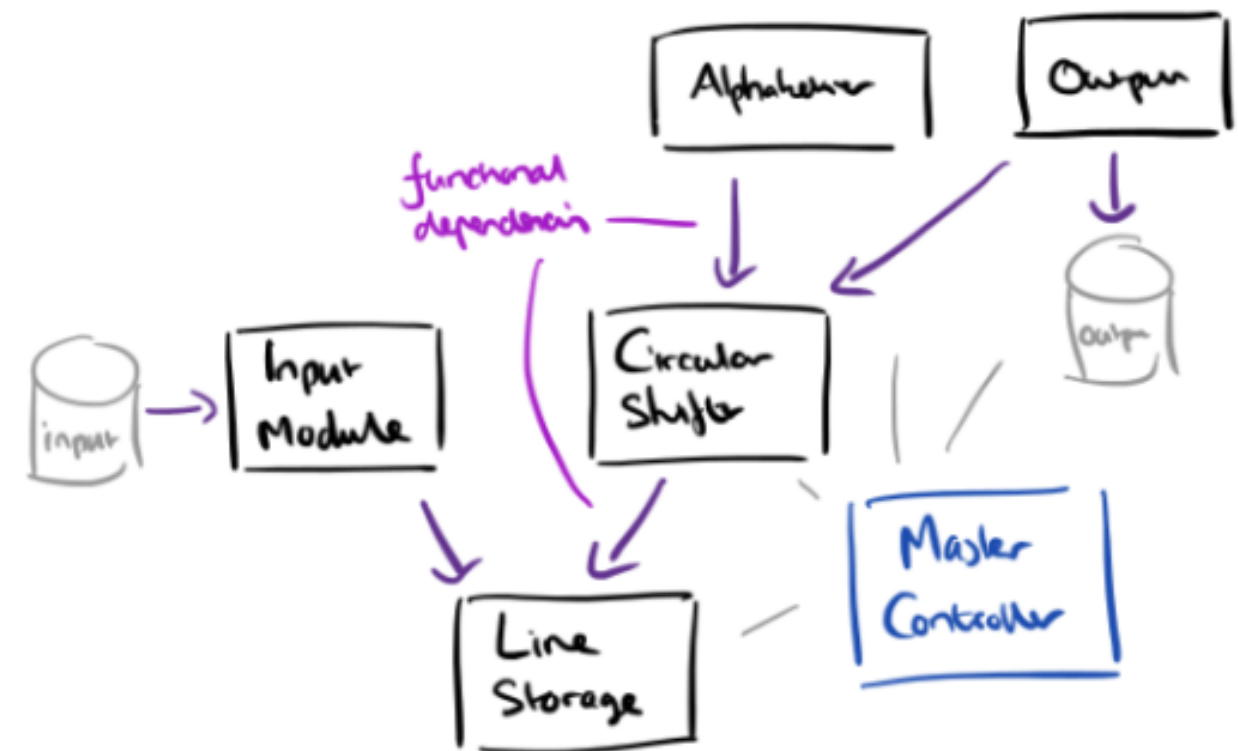 Alphabetizer
Output
functional
dependencies
Circular
Shifter
output
Input
Module
input
Master
Controller
Line
Storage